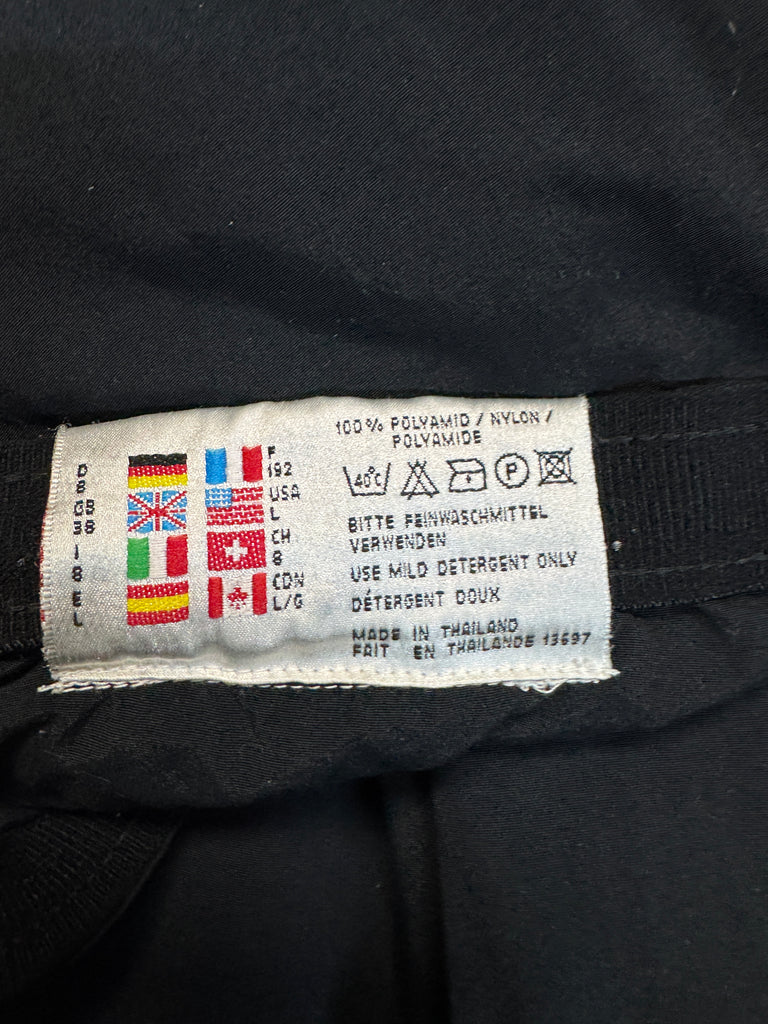 D
8
GB
38
I
8
E
L
F
192
USA
L
CH
8
CDN
L/G
100% POLYAMID / NYLON /
POLYAMIDE
40°C
P
BITTE FEINWASCHMITTEL
VERWENDEN
USE MILD DETERGENT ONLY
DÉTERGENT DOUX
MADE IN THAILAND
FAIT EN THAILANDE 13697